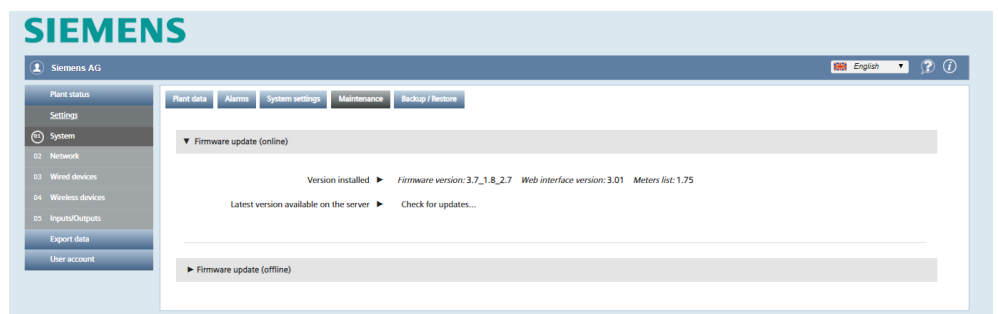 SIEMENS
Siemens AG
English
Plant status
Settings
01 System
02 Network
03 Wired devices
04 Wireless devices
05 Inputs/Outputs
Export data
User account
Plant data Alarms System settings Maintenance Backup / Restore
▼ Firmware update (online)
Version installed ► Firmware version: 3.7_1.8_2.7 Web interface version: 3.01 Meters list: 1.75
Latest version available on the server ► Check for updates...
► Firmware update (offline)